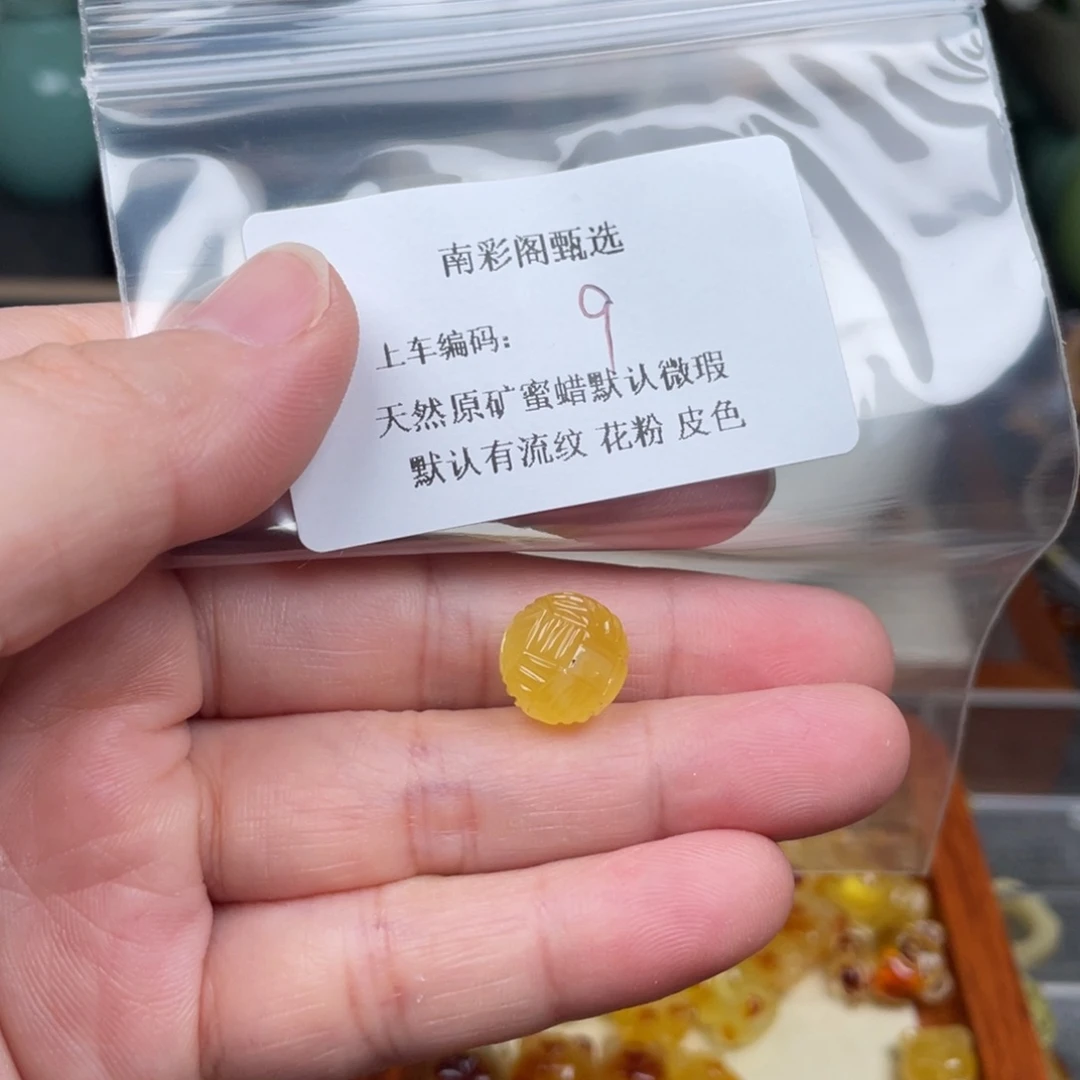 南彩阁甄选
上车编码： 9
天然原矿蜜蜡默认微瑕
默认有流纹 花粉 皮色